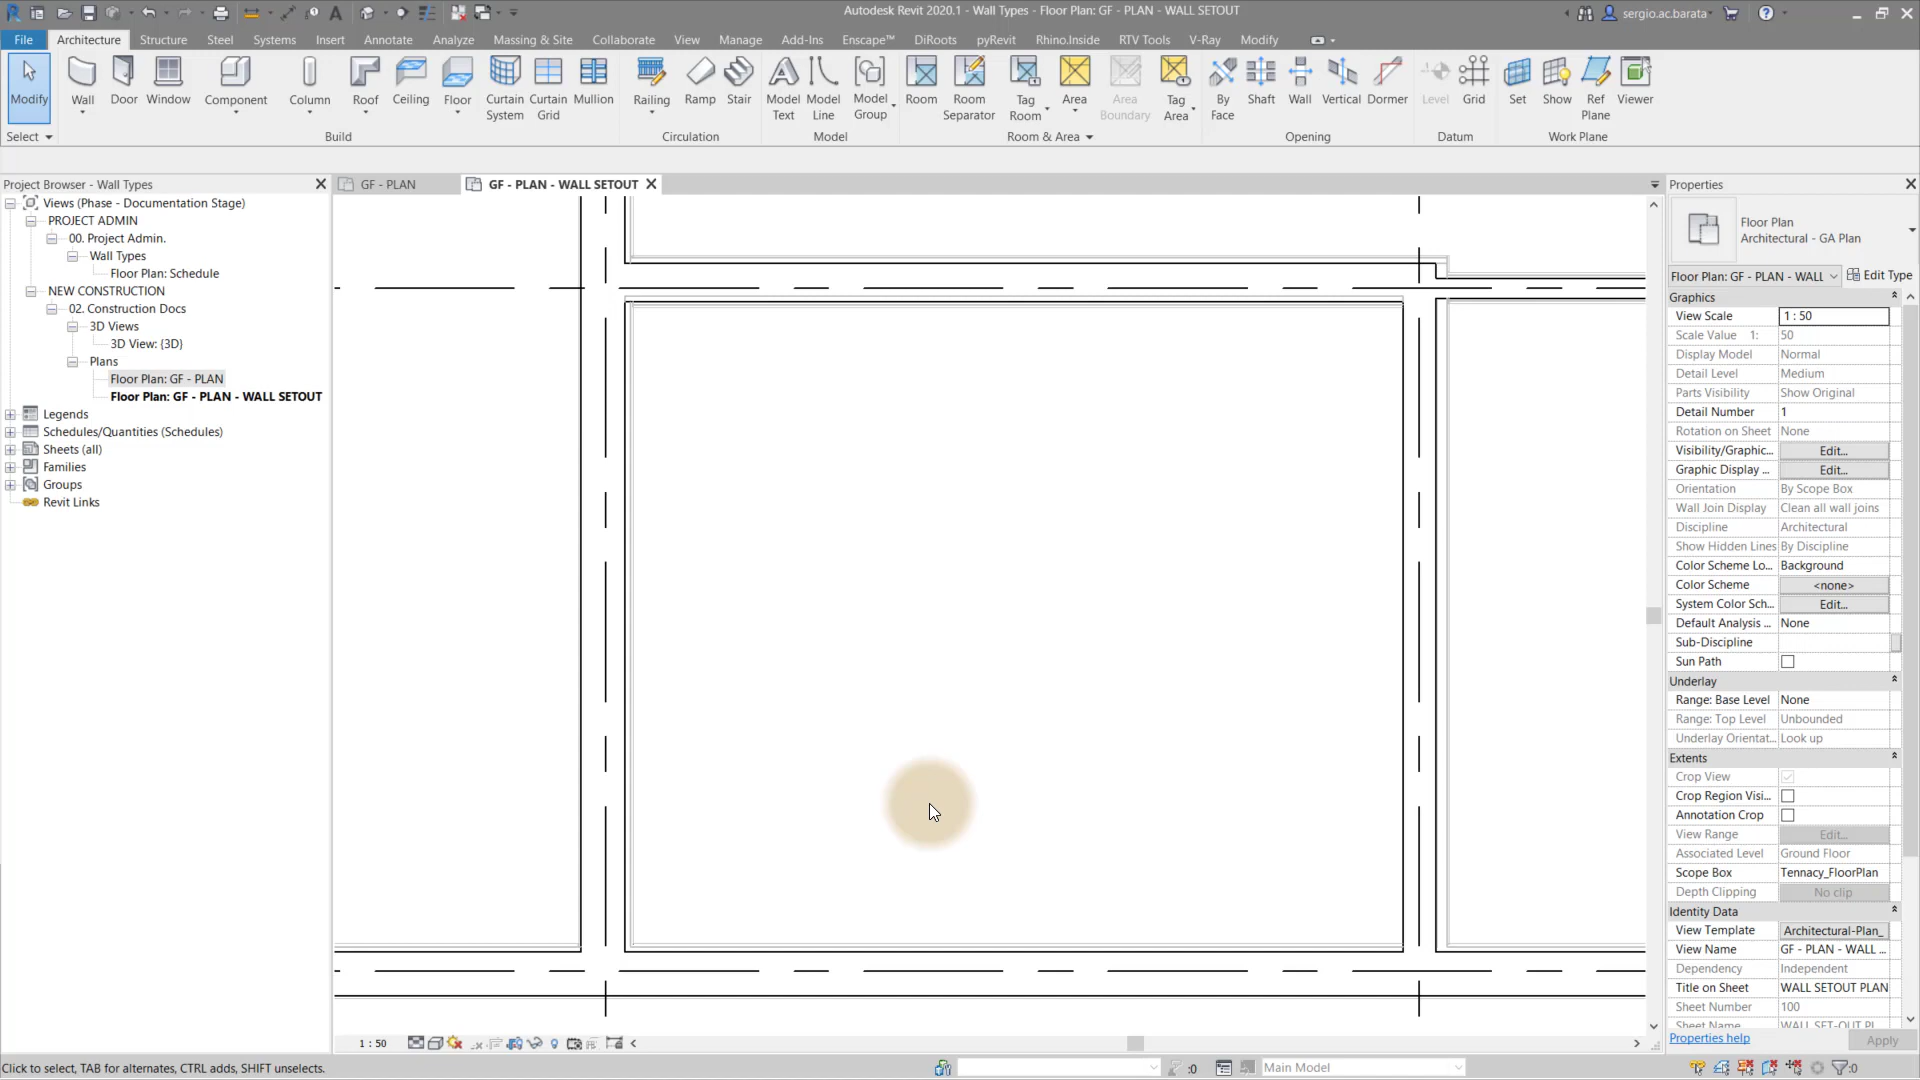 Autodesk Revit 2020.1 - Wall Types - Floor Plan: GF - PLAN - WALL SETOUT
sergio.ac.barata
File Architecture Structure Steel Systems Insert Annotate Analyze Massing & Site Collaborate View Manage Add-Ins Enscape™ DiRoots pyRevit Rhino.Inside RTV Tools V-Ray Modify
Modify
Wall
Door
Window
Component
Column
Roof
Ceiling
Floor
Curtain System
Curtain Grid
Mullion
Railing
Ramp
Stair
Model Text
Model Line
Model Group
Room
Room Separator
Tag Room
Area
Area Boundary
Tag Area
By Face
Shaft
Wall
Vertical
Dormer
Level
Grid
Set
Show
Ref Plane
Viewer
Select
Build
Circulation
Model
Room & Area
Opening
Datum
Work Plane
Project Browser - Wall Types
Views (Phase - Documentation Stage)
PROJECT ADMIN
00. Project Admin.
Wall Types
Floor Plan: Schedule
NEW CONSTRUCTION
02. Construction Docs
3D Views
3D View: {3D}
Plans
Floor Plan: GF - PLAN
Floor Plan: GF - PLAN - WALL SETOUT
Legends
Schedules/Quantities (Schedules)
Sheets (all)
Families
Groups
Revit Links
GF - PLAN
GF - PLAN - WALL SETOUT
Properties
Floor Plan
Architectural - GA Plan
Floor Plan: GF - PLAN - WALL
Edit Type
Graphics
View Scale 1 : 50
Scale Value 1: 50
Display Model Normal
Detail Level Medium
Parts Visibility Show Original
Detail Number 1
Rotation on Sheet None
Visibility/Graphic... Edit...
Graphic Display ... Edit...
Orientation By Scope Box
Wall Join Display Clean all wall joins
Discipline Architectural
Show Hidden Lines By Discipline
Color Scheme Lo... Background
Color Scheme <none>
System Color Sch... Edit...
Default Analysis ... None
Sub-Discipline
Sun Path
Underlay
Range: Base Level None
Range: Top Level Unbounded
Underlay Orientat... Look up
Extents
Crop View
Crop Region Visi...
Annotation Crop
View Range Edit...
Associated Level Ground Floor
Scope Box Tennacy_FloorPlan
Depth Clipping No clip
Identity Data
View Template Architectural-Plan_
View Name GF - PLAN - WALL ...
Dependency Independent
Title on Sheet WALL SETOUT PLAN
Sheet Number 100
Sheet Name WALL SET-OUT PL
Properties help
Apply
1 : 50
Click to select, TAB for alternates, CTRL adds, SHIFT unselects.
:0
Main Model
:0